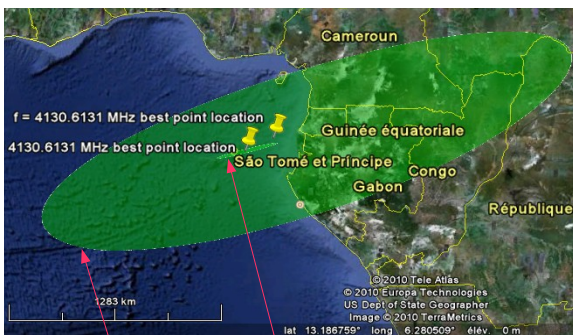 Cameroun
f = 4130.6131 MHz best point location
Guinée équatoriale
4130.6131 MHz best point location
São Tomé et Príncipe
Congo
Gabon
République
© 2010 Tele Atlas
© 2010 Europa Technologies
US Dept of State Geographer
Image © 2010 TerraMetrics
1283 km
lat 13.186759° long 6.280509° élév. 0 m